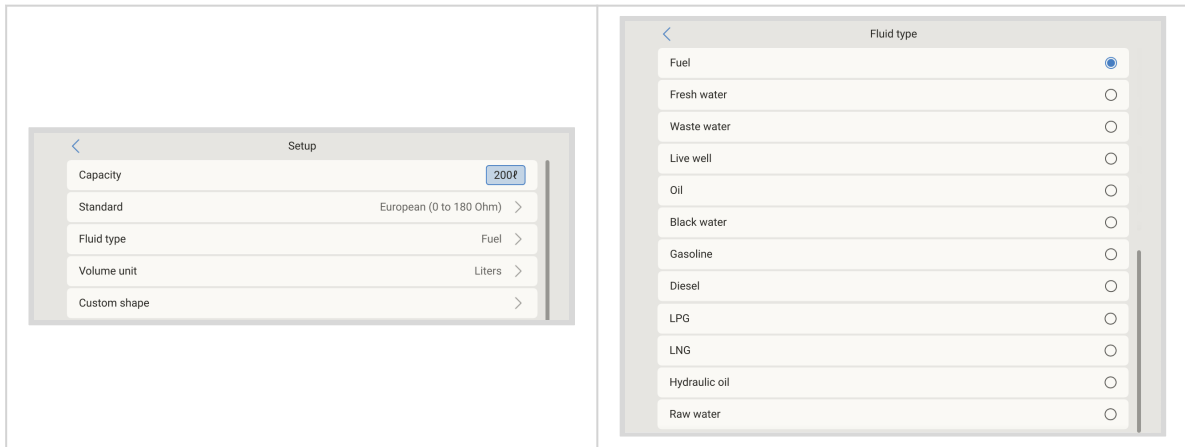 Setup
Capacity 200ℓ
Standard European (0 to 180 Ohm)
Fluid type Fuel
Volume unit Liters
Custom shape
Fluid type
Fuel
Fresh water
Waste water
Live well
Oil
Black water
Gasoline
Diesel
LPG
LNG
Hydraulic oil
Raw water